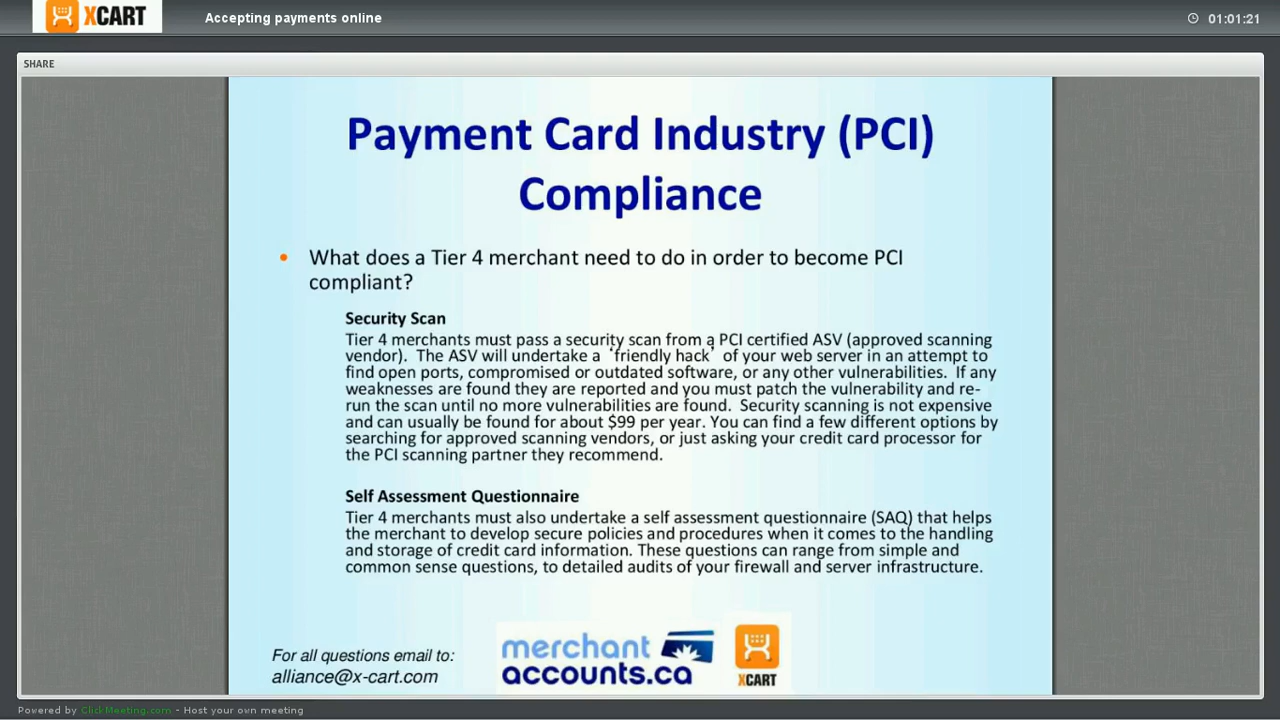 XCART
Accepting payments online
01:01:21
SHARE
Payment Card Industry (PCI)
Compliance
• What does a Tier 4 merchant need to do in order to become PCI
compliant?
Security Scan
Tier 4 merchants must pass a security scan from a PCI certified ASV (approved scanning
vendor).  The ASV will undertake a ‘friendly hack’ of your web server in an attempt to
find open ports, compromised or outdated software, or any other vulnerabilities.  If any
weaknesses are found they are reported and you must patch the vulnerability and re-
run the scan until no more vulnerabilities are found.  Security scanning is not expensive
and can usually be found for about $99 per year. You can find a few different options by
searching for approved scanning vendors, or just asking your credit card processor for
the PCI scanning partner they recommend.
Self Assessment Questionnaire
Tier 4 merchants must also undertake a self assessment questionnaire (SAQ) that helps
the merchant to develop secure policies and procedures when it comes to the handling
and storage of credit card information. These questions can range from simple and
common sense questions, to detailed audits of your firewall and server infrastructure.
For all questions email to:
alliance@x-cart.com
merchant
accounts.ca
XCART
Powered by ClickMeeting.com - Host your own meeting